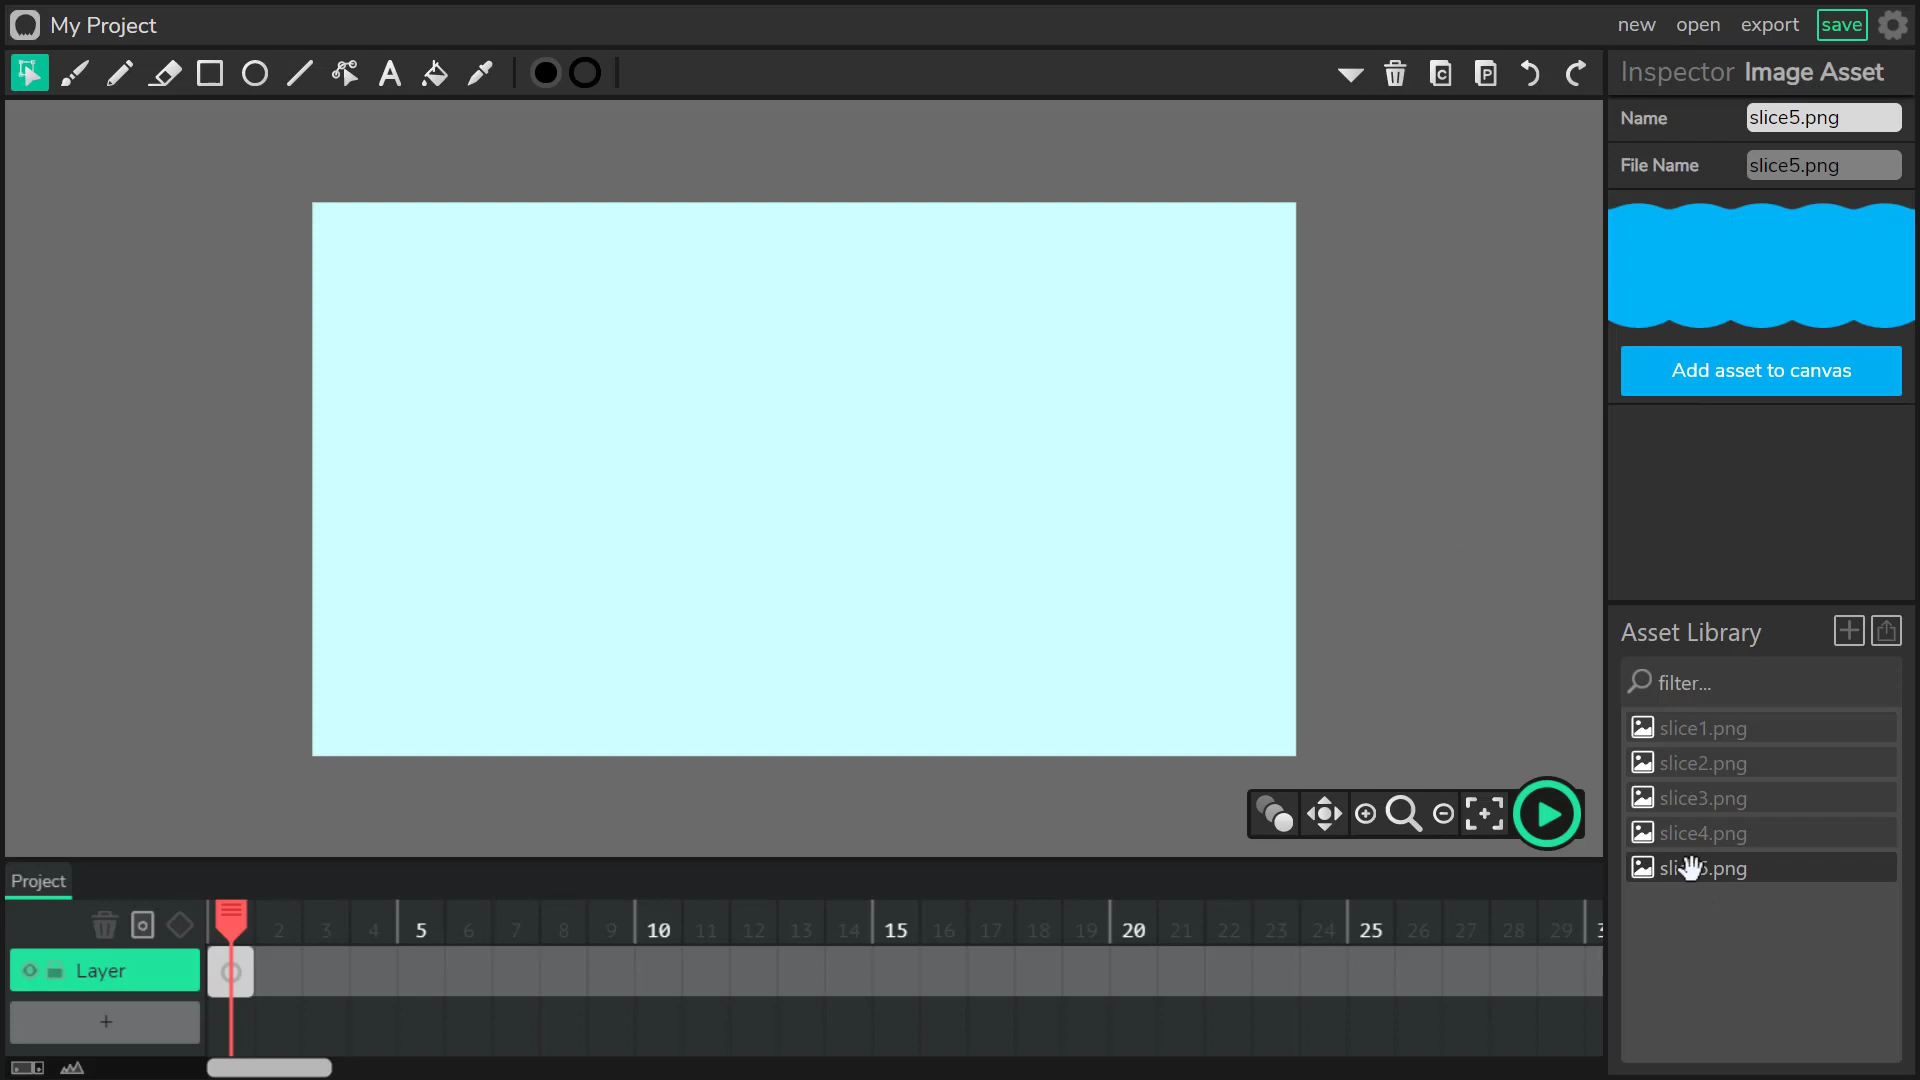 My Project
new open export save
Inspector Image Asset
Name slice5.png
File Name slice5.png
Add asset to canvas
Asset Library
filter...
slice1.png
slice2.png
slice3.png
slice4.png
Project
2 3 4 5 6 7 8 9 10 11 12 13 14 15 16 17 18 19 20 21 22 23 24 25 26 27 28 29
Layer
+